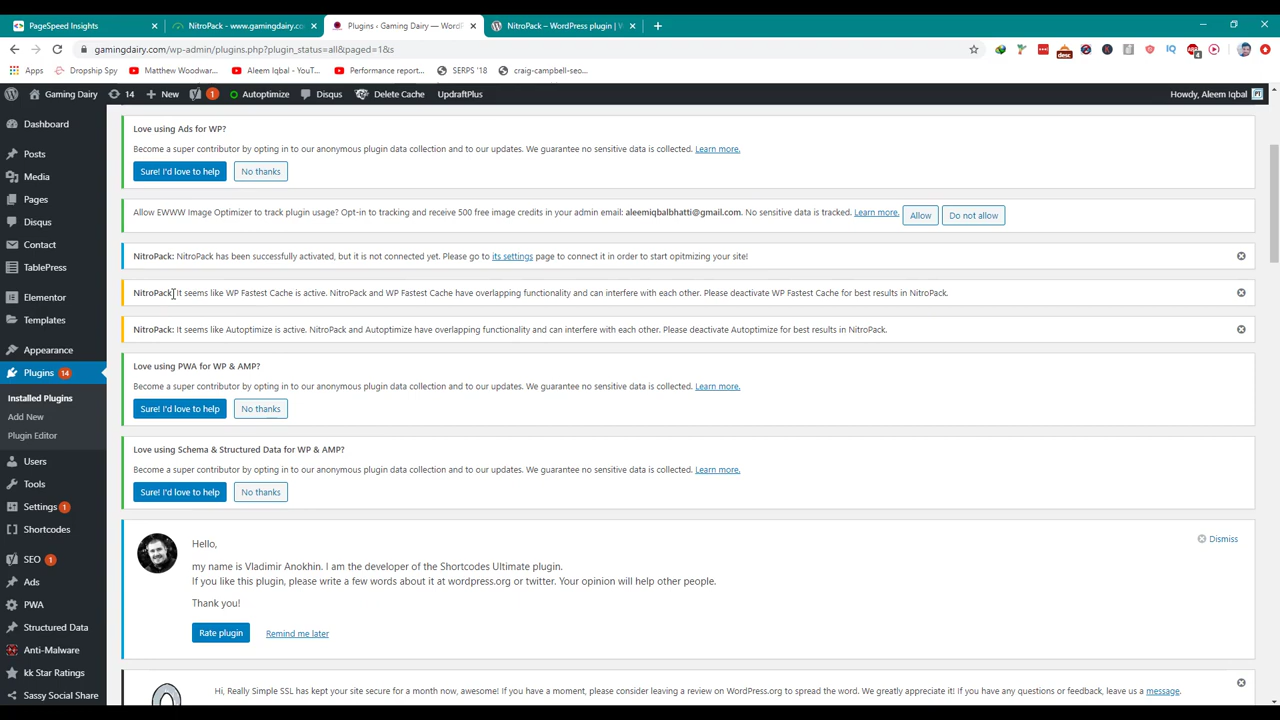 PageSpeed Insights
NitroPack - www.gamingdairy.com
Plugins ‹ Gaming Dairy — WordP
NitroPack – WordPress plugin | W
gamingdairy.com/wp-admin/plugins.php?plugin_status=all&paged=1&s
Apps
Dropship Spy
Matthew Woodwar...
Aleem Iqbal - YouT...
Performance report...
SERPS '18
craig-campbell-seo...
Gaming Dairy
14
New
1
Autoptimize
Disqus
Delete Cache
UpdraftPlus
Howdy, Aleem Iqbal
Dashboard
Posts
Media
Pages
Disqus
Contact
TablePress
Elementor
Templates
Appearance
Plugins 14
Installed Plugins
Add New
Plugin Editor
Users
Tools
Settings 1
Shortcodes
SEO 1
Ads
PWA
Structured Data
Anti-Malware
kk Star Ratings
Sassy Social Share
Love using Ads for WP?
Become a super contributor by opting in to our anonymous plugin data collection and to our updates. We guarantee no sensitive data is collected. Learn more.
Sure! I'd love to help
No thanks
Allow EWWW Image Optimizer to track plugin usage? Opt-in to tracking and receive 500 free image credits in your admin email: aleemiqbalbhatti@gmail.com. No sensitive data is tracked. Learn more.
Allow
Do not allow
NitroPack: NitroPack has been successfully activated, but it is not connected yet. Please go to its settings page to connect it in order to start opitmizing your site!
NitroPack: It seems like WP Fastest Cache is active. NitroPack and WP Fastest Cache have overlapping functionality and can interfere with each other. Please deactivate WP Fastest Cache for best results in NitroPack.
NitroPack: It seems like Autoptimize is active. NitroPack and Autoptimize have overlapping functionality and can interfere with each other. Please deactivate Autoptimize for best results in NitroPack.
Love using PWA for WP & AMP?
Become a super contributor by opting in to our anonymous plugin data collection and to our updates. We guarantee no sensitive data is collected. Learn more.
Sure! I'd love to help
No thanks
Love using Schema & Structured Data for WP & AMP?
Become a super contributor by opting in to our anonymous plugin data collection and to our updates. We guarantee no sensitive data is collected. Learn more.
Sure! I'd love to help
No thanks
Hello,
Dismiss
my name is Vladimir Anokhin. I am the developer of the Shortcodes Ultimate plugin.
If you like this plugin, please write a few words about it at wordpress.org or twitter. Your opinion will help other people.
Thank you!
Rate plugin
Remind me later
Hi, Really Simple SSL has kept your site secure for a month now, awesome! If you have a moment, please consider leaving a review on WordPress.org to spread the word. We greatly appreciate it! If you have any questions or feedback, leave us a message.